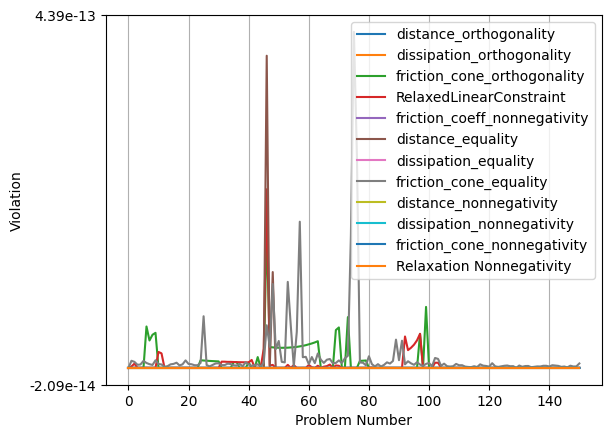 4.39e-13
distance_orthogonality
dissipation_orthogonality
friction_cone_orthogonality
RelaxedLinearConstraint
friction_coeff_nonnegativity
distance_equality
dissipation_equality
friction_cone_equality
distance_nonnegativity
dissipation_nonnegativity
friction_cone_nonnegativity
Relaxation Nonnegativity
Violation
-2.09e-14
0 20 40 60 80 100 120 140
Problem Number